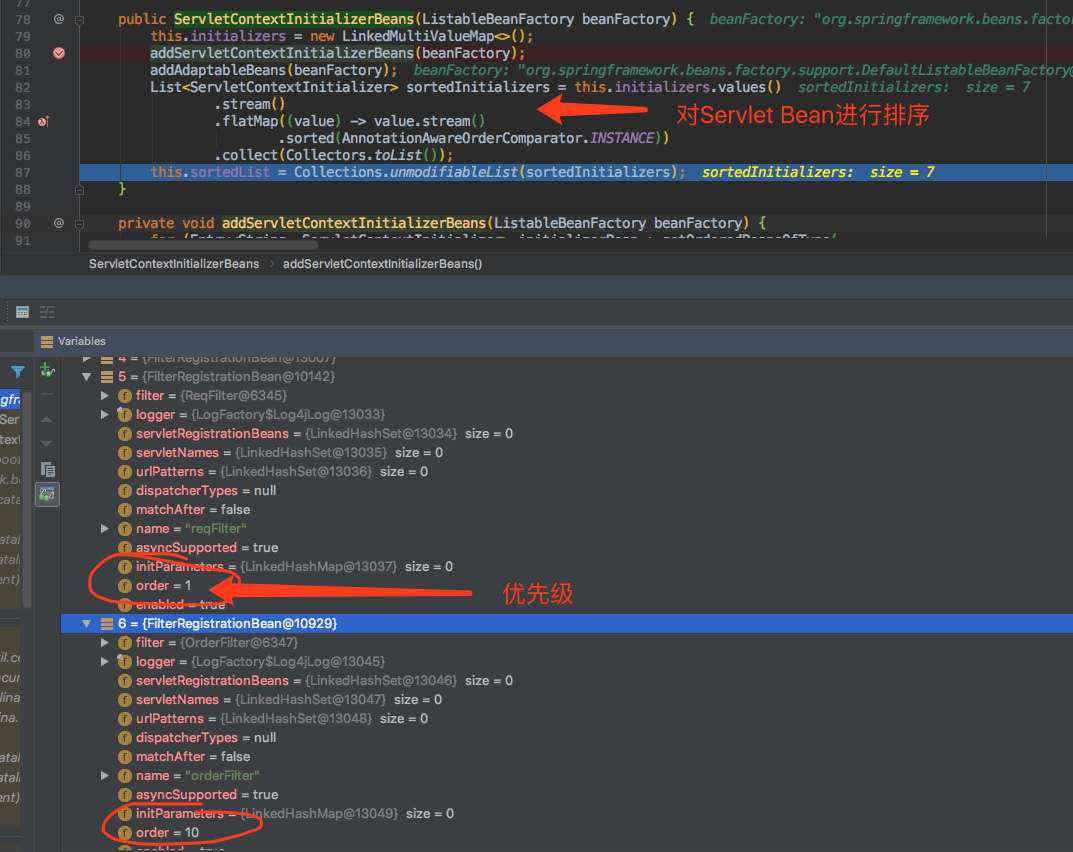 77
78 @ public ServletContextInitializerBeans(ListableBeanFactory beanFactory) { beanFactory: "org.springframework.beans.factor
79 this.initializers = new LinkedMultiValueMap<>();
80 addServletContextInitializerBeans(beanFactory);
81 addAdaptableBeans(beanFactory); beanFactory: "org.springframework.beans.factory.support.DefaultListableBeanFactory@
82 List<ServletContextInitializer> sortedInitializers = this.initializers.values() sortedInitializers: size = 7
83 .stream()
对Servlet Bean进行排序
84 .flatMap((value) -> value.stream()
85 .sorted(AnnotationAwareOrderComparator.INSTANCE))
86 .collect(Collectors.toList());
87 this.sortedList = Collections.unmodifiableList(sortedInitializers); sortedInitializers: size = 7
88 }
89
90 @ private void addServletContextInitializerBeans(ListableBeanFactory beanFactory) {
91 for (Entry<String, ServletContextInitializer> initializerBean : getOrderedBeansOfType(
ServletContextInitializerBeans › addServletContextInitializerBeans()
Variables
4 = {FilterRegistrationBean@13007}
5 = {FilterRegistrationBean@10142}
filter = {ReqFilter@6345}
logger = {LogFactory$Log4jLog@13033}
servletRegistrationBeans = {LinkedHashSet@13034} size = 0
servletNames = {LinkedHashSet@13035} size = 0
urlPatterns = {LinkedHashSet@13036} size = 0
dispatcherTypes = null
matchAfter = false
name = "reqFilter"
asyncSupported = true
initParameters = {LinkedHashMap@13037} size = 0
order = 1
优先级
enabled = true
6 = {FilterRegistrationBean@10929}
filter = {OrderFilter@6347}
logger = {LogFactory$Log4jLog@13045}
servletRegistrationBeans = {LinkedHashSet@13046} size = 0
servletNames = {LinkedHashSet@13047} size = 0
urlPatterns = {LinkedHashSet@13048} size = 0
dispatcherTypes = null
matchAfter = false
name = "orderFilter"
asyncSupported = true
initParameters = {LinkedHashMap@13049} size = 0
order = 10
enabled = true